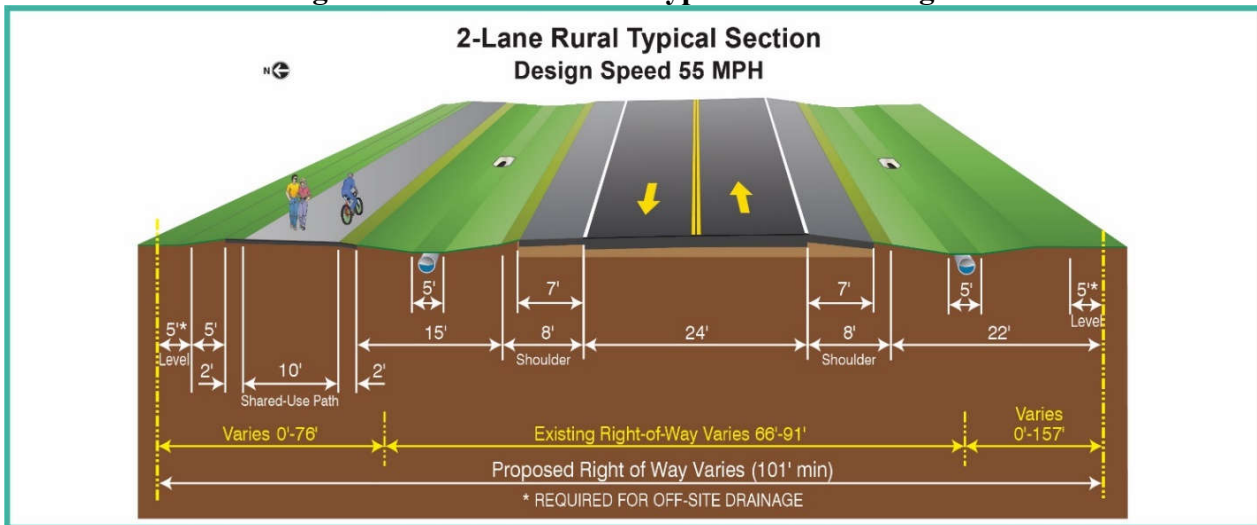 2-Lane Rural Typical Section
Design Speed 55 MPH
N
7'
7'
5'
5'
5'*
Level
5'*
5'
Level
15'
8'
Shoulder
24'
8'
Shoulder
22'
2'
10'
Shared-Use Path
2'
Varies 0'-76'
Existing Right-of-Way Varies 66'-91'
Varies
0'-157'
Proposed Right of Way Varies (101' min)
* REQUIRED FOR OFF-SITE DRAINAGE